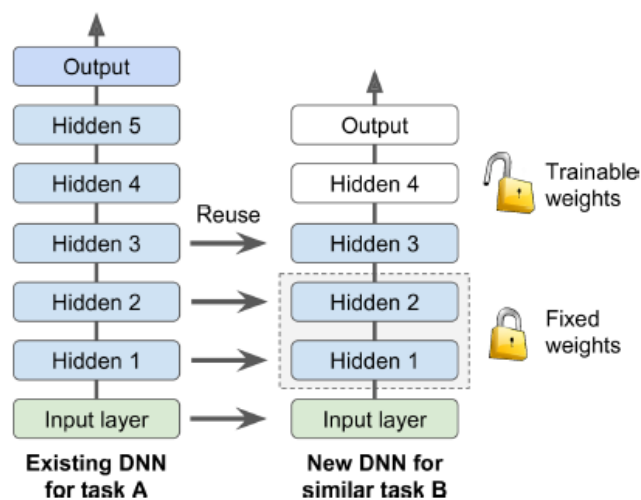 Output
Hidden 5
Hidden 4
Hidden 3
Hidden 2
Hidden 1
Input layer
Existing DNN
for task A
Reuse
Output
Hidden 4
Hidden 3
Hidden 2
Hidden 1
Input layer
New DNN for
similar task B
Trainable
weights
Fixed
weights